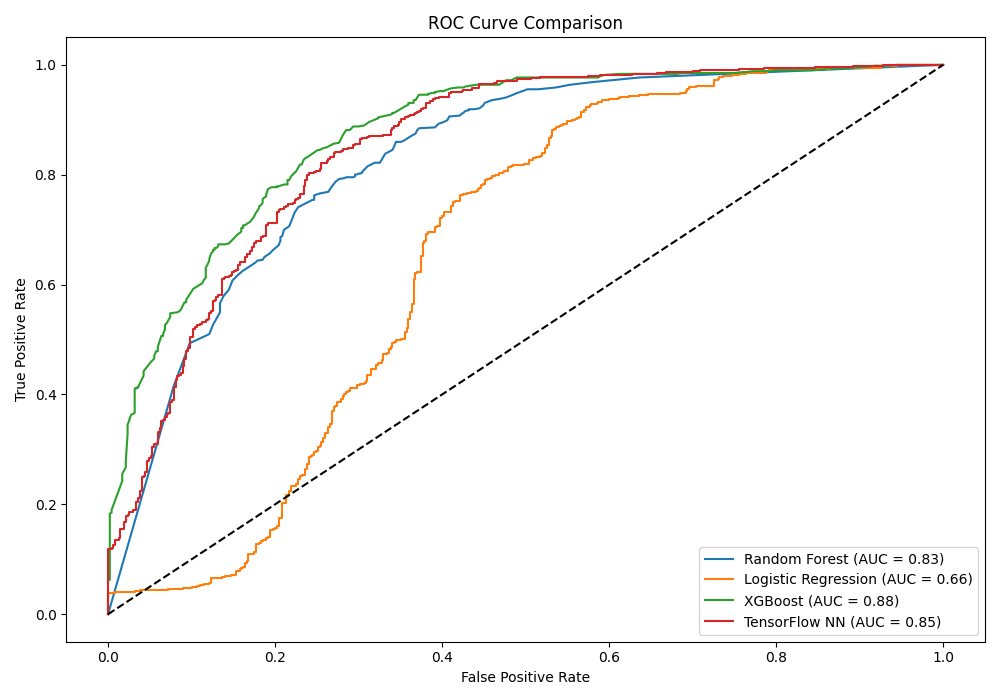 ROC Curve Comparison
True Positive Rate
1.0
0.8
0.6
0.4
0.2
0.0
0.0 0.2 0.4 0.6 0.8 1.0
False Positive Rate
Random Forest (AUC = 0.83)
Logistic Regression (AUC = 0.66)
XGBoost (AUC = 0.88)
TensorFlow NN (AUC = 0.85)